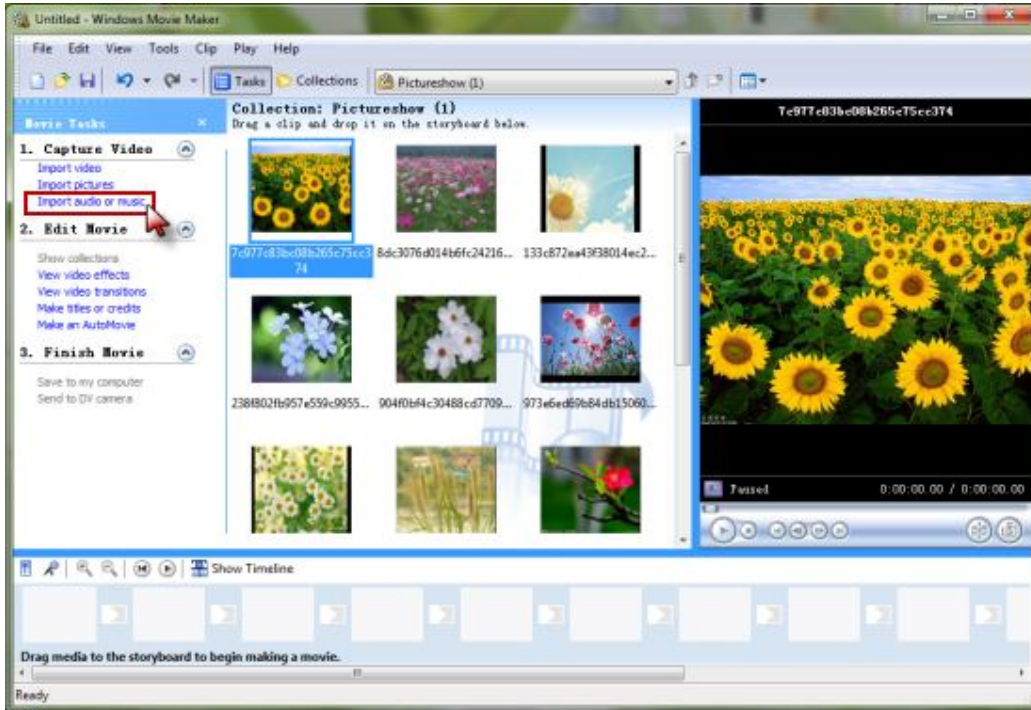 Untitled - Windows Movie Maker
File Edit View Tools Clip Play Help
Tasks Collections Pictureshow (1)
Movie Tasks
1. Capture Video
Import video
Import pictures
Import audio or music
2. Edit Movie
Show collections
View video effects
View video transitions
Make titles or credits
Make an AutoMovie
3. Finish Movie
Save to my computer
Send to DV camera
Collection: Pictureshow (1)
Drag a clip and drop it on the storyboard below.
7c977c83bc08b265c75cc3
74
8dc3076d014b6fc24216...
133c872ea43f38014ec2...
238f802fb957e559c9955...
904f0bf4c30488cd7709...
973e6ed69b84db15060...
7c977c83bc08b265c75cc374
Paused 0:00:00.00 / 0:00:00.00
Show Timeline
Drag media to the storyboard to begin making a movie.
Ready